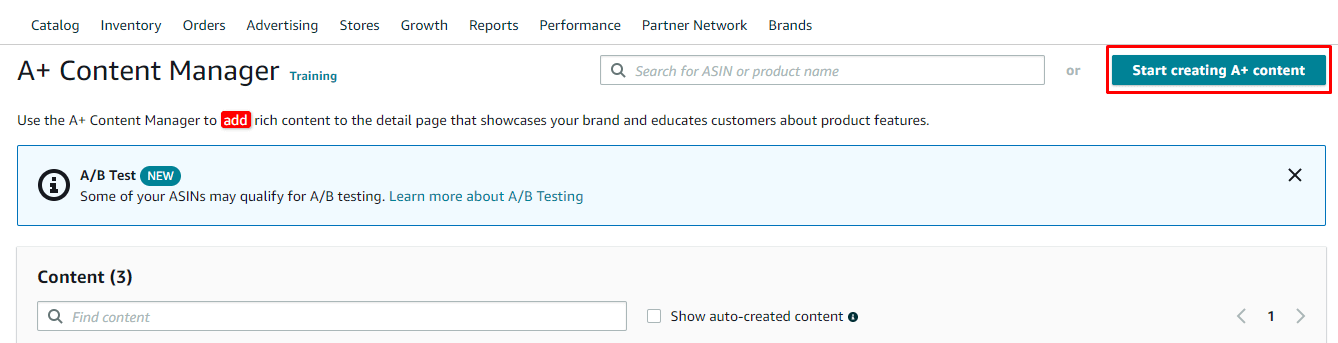 Catalog Inventory Orders Advertising Stores Growth Reports Performance Partner Network Brands
A+ Content Manager Training Search for ASIN or product name or Start creating A+ content
Use the A+ Content Manager to add rich content to the detail page that showcases your brand and educates customers about product features.
A/B Test NEW
Some of your ASINs may qualify for A/B testing. Learn more about A/B Testing
Content (3)
Find content Show auto-created content 1